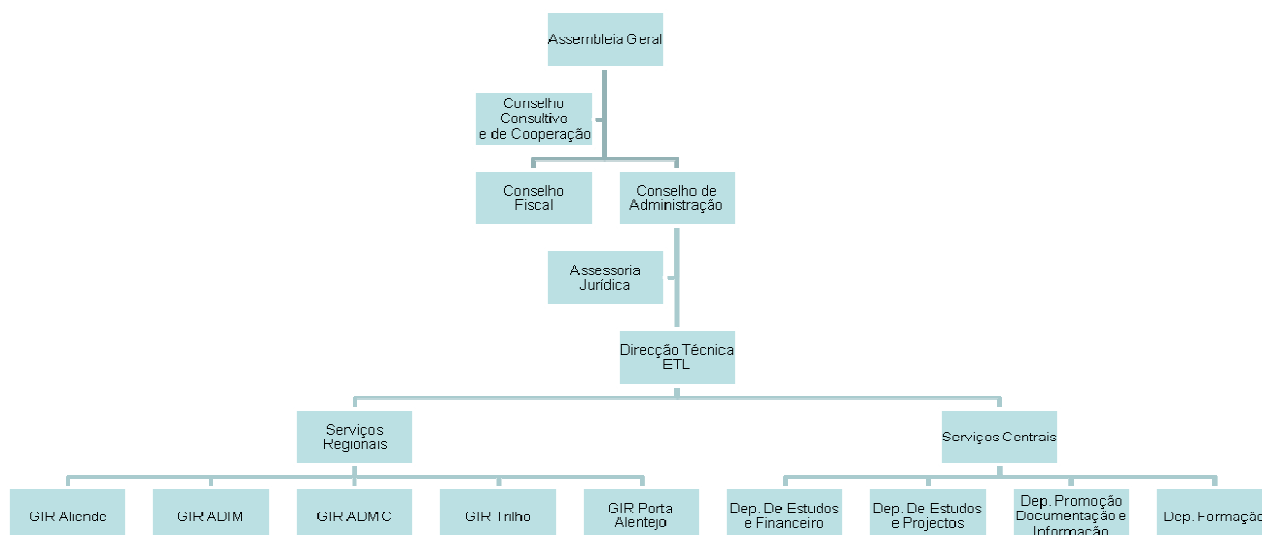 Assembleia Geral
Conselho
Consultivo
e de Cooperação
Conselho
Fiscal
Conselho de
Administração
Assessoria
Jurídica
Direcção Técnica
ETL
Serviços
Regionais
Serviços Centrais
GIR Aliende
GIR ADIM
GIR ADMC
GIR Trilho
GIR Porta
Alentejo
Dep. De Estudos
e Financeiro
Dep. De Estudos
e Projectos
Dep. Promoção
Documentação e
Informação
Dep. Formação